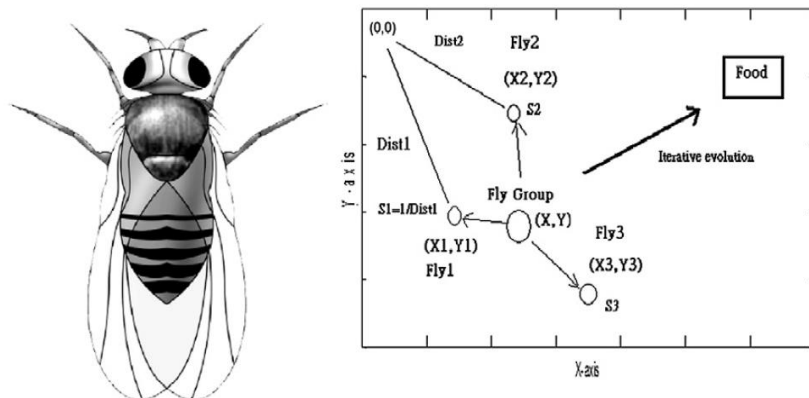 (0,0)
Dist2
Fly2
(X2,Y2)
S2
Food
Iterative evolution
Dist1
Fly Group
(X,Y)
S1=1/Dist1
(X1,Y1)
Fly1
Fly3
(X3,Y3)
S3
Y-axis
X-axis